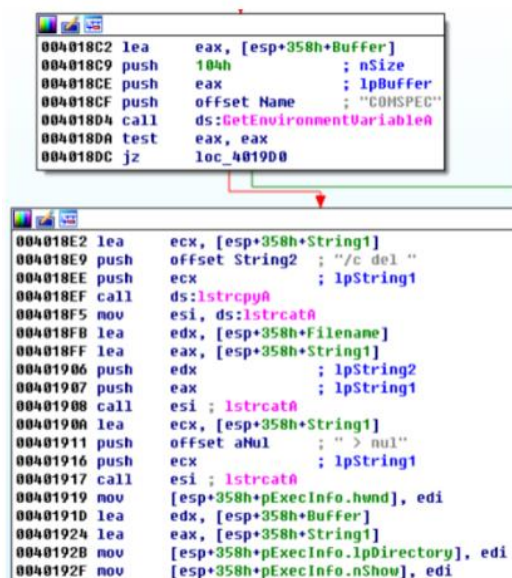 004018C2 lea eax, [esp+358h+Buffer]
004018C9 push 104h ; nSize
004018CE push eax ; lpBuffer
004018CF push offset Name ; "COMSPEC"
004018D4 call ds:GetEnvironmentVariableA
004018DA test eax, eax
004018DC jz loc_4019D0
004018E2 lea ecx, [esp+358h+String1]
004018E9 push offset String2 ; "/c del "
004018EE push ecx ; lpString1
004018EF call ds:lstrcpyA
004018F5 mov esi, ds:lstrcatA
004018FB lea edx, [esp+358h+Filename]
004018FF lea eax, [esp+358h+String1]
00401906 push edx ; lpString2
00401907 push eax ; lpString1
00401908 call esi ; lstrcatA
0040190A lea ecx, [esp+358h+String1]
00401911 push offset aNul ; " > nul"
00401916 push ecx ; lpString1
00401917 call esi ; lstrcatA
00401919 mov [esp+358h+pExecInfo.hwnd], edi
0040191D lea edx, [esp+358h+Buffer]
00401924 lea eax, [esp+358h+String1]
0040192B mov [esp+358h+pExecInfo.lpDirectory], edi
0040192F mov [esp+358h+pExecInfo.nShow], edi